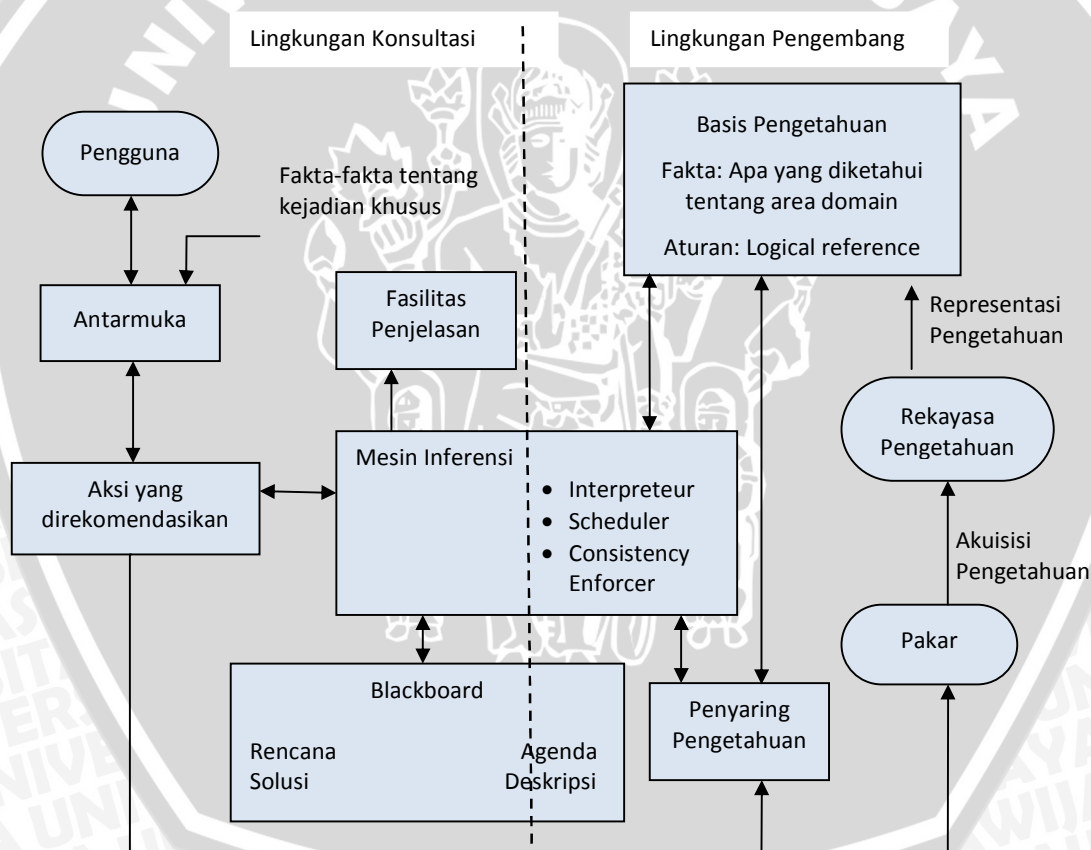 Lingkungan Konsultasi
Lingkungan Pengembang
Pengguna
Fakta-fakta tentang
kejadian khusus
Basis Pengetahuan
Fakta: Apa yang diketahui
tentang area domain
Aturan: Logical reference
Antarmuka
Fasilitas
Penjelasan
Representasi
Pengetahuan
Rekayasa
Pengetahuan
Aksi yang
direkomendasikan
Mesin Inferensi
• Interpreteur
• Scheduler
• Consistency
Enforcer
Akuisisi
Pengetahuan
Pakar
Blackboard
Rencana
Solusi
Agenda
Deskripsi
Penyaring
Pengetahuan